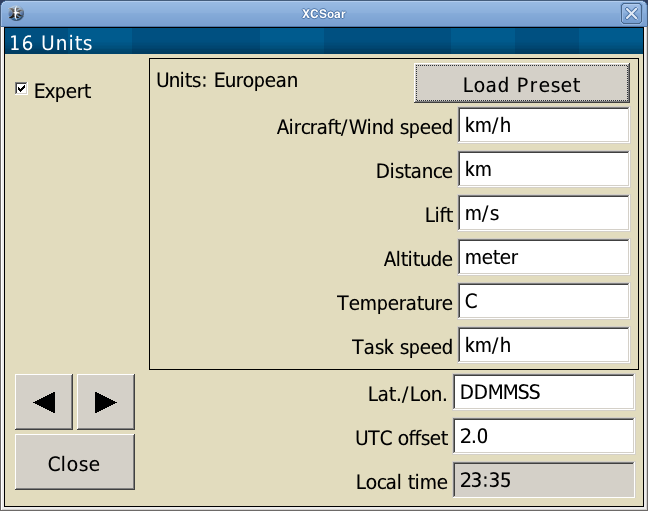 XCSoar
16 Units
Expert
Units: European
Load Preset
Aircraft/Wind speed km/h
Distance km
Lift m/s
Altitude meter
Temperature C
Task speed km/h
Lat./Lon. DDMMSS
UTC offset 2.0
Local time 23:35
Close